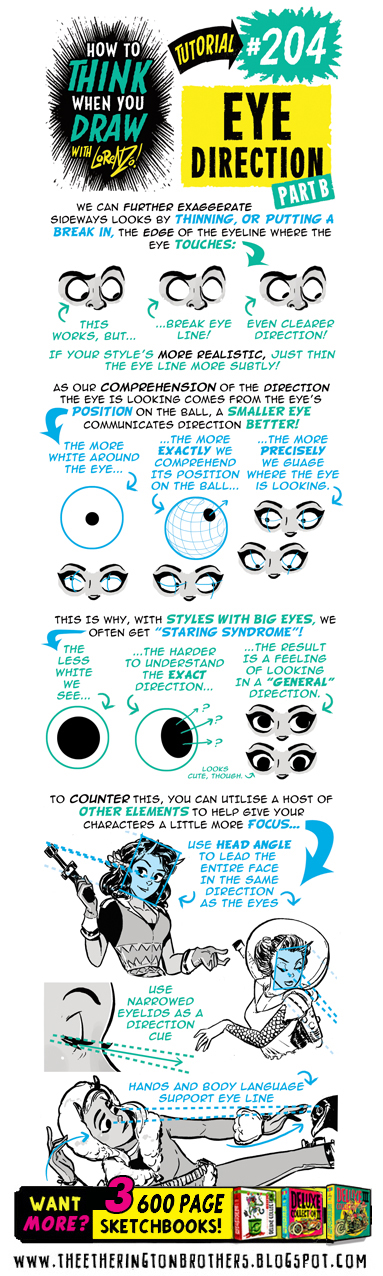 HOW TO
THINK
WHEN YOU
DRAW
WITH LORENZO!
TUTORIAL
#204
EYE
DIRECTION
PART B
WE CAN FURTHER EXAGGERATE
SIDEWAYS LOOKS BY THINNING, OR PUTTING A
BREAK IN, THE EDGE OF THE EYELINE WHERE THE
EYE TOUCHES:
THIS
WORKS, BUT...
...BREAK EYE
LINE!
EVEN CLEARER
DIRECTION!
IF YOUR STYLE'S MORE REALISTIC, JUST THIN
THE EYE LINE MORE SUBTLY!
AS OUR COMPREHENSION OF THE DIRECTION
THE EYE IS LOOKING COMES FROM THE EYE'S
POSITION ON THE BALL, A SMALLER EYE
COMMUNICATES DIRECTION BETTER!
THE MORE
WHITE AROUND
THE EYE...
...THE MORE
EXACTLY WE
COMPREHEND
ITS POSITION
ON THE BALL...
...THE MORE
PRECISELY
WE GUAGE
WHERE THE EYE
IS LOOKING.
THIS IS WHY, WITH STYLES WITH BIG EYES, WE
OFTEN GET "STARING SYNDROME"!
THE
LESS
WHITE
WE
SEE...
...THE HARDER
TO UNDERSTAND
THE EXACT
DIRECTION...
...THE RESULT
IS A FEELING
OF LOOKING
IN A "GENERAL"
DIRECTION.
?
?
?
LOOKS
CUTE, THOUGH.
TO COUNTER THIS, YOU CAN UTILISE A HOST OF
OTHER ELEMENTS TO HELP GIVE YOUR
CHARACTERS A LITTLE MORE FOCUS...
USE HEAD ANGLE
TO LEAD THE
ENTIRE FACE
IN THE SAME
DIRECTION
AS THE EYES
USE
NARROWED
EYELIDS AS A
DIRECTION
CUE
HANDS AND BODY LANGUAGE
SUPPORT EYE LINE
WANT
MORE?
3 600 PAGE
SKETCHBOOKS!
DELUXE
DELUXE
WWW.THEETHERINGTONBROTHERS.BLOGSPOT.COM